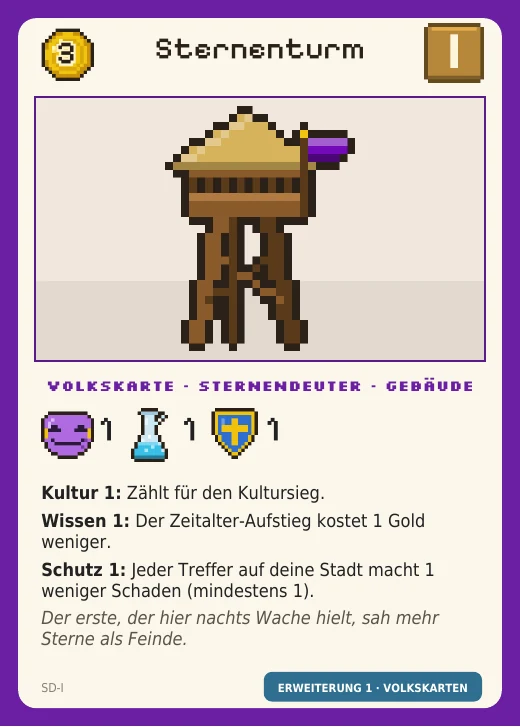 3
Sternenturm
I
VOLKSKARTE · STERNENDEUTER · GEBÄUDE
1 1 1
Kultur 1: Zählt für den Kultursieg.
Wissen 1: Der Zeitalter-Aufstieg kostet 1 Gold
weniger.
Schutz 1: Jeder Treffer auf deine Stadt macht 1
weniger Schaden (mindestens 1).
Der erste, der hier nachts Wache hielt, sah mehr
Sterne als Feinde.
SD-I
ERWEITERUNG 1 · VOLKSKARTEN